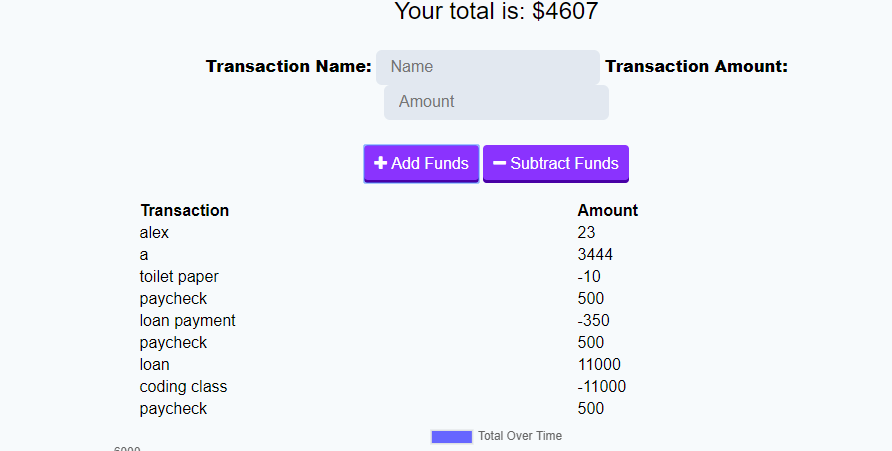 Your total is: $4607
Transaction Name: Name Transaction Amount:
Amount
Add Funds Subtract Funds
Transaction Amount
alex 23
a 3444
toilet paper -10
paycheck 500
loan payment -350
paycheck 500
loan 11000
coding class -11000
paycheck 500
Total Over Time